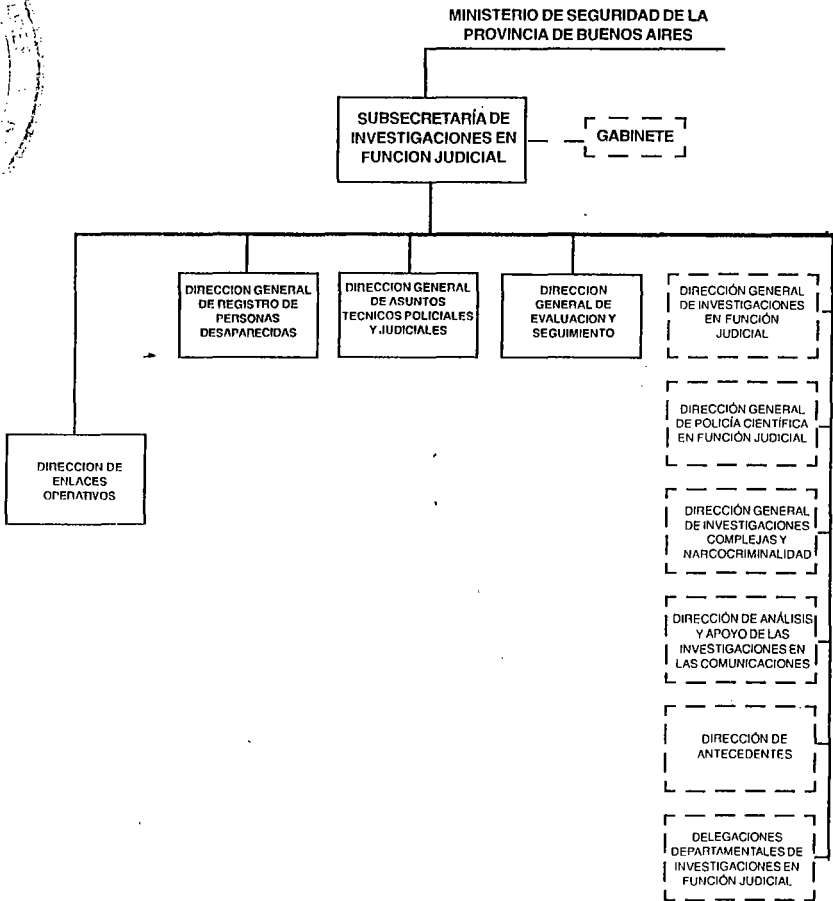 MINISTERIO DE SEGURIDAD DE LA
PROVINCIA DE BUENOS AIRES
SUBSECRETARÍA DE
INVESTIGACIONES EN
FUNCION JUDICIAL
GABINETE
DIRECCION GENERAL
DE REGISTRO DE
PERSONAS
DESAPARECIDAS
DIRECCION GENERAL
DE ASUNTOS
TECNICOS POLICIALES
Y JUDICIALES
DIRECCION
GENERAL DE
EVALUACION Y
SEGUIMIENTO
DIRECCIÓN GENERAL
DE INVESTIGACIONES
EN FUNCIÓN
JUDICIAL
DIRECCIÓN GENERAL
DE POLICÍA CIENTÍFICA
EN FUNCIÓN JUDICIAL
DIRECCION DE
ENLACES
OPERATIVOS
DIRECCIÓN GENERAL
DE INVESTIGACIONES
COMPLEJAS Y
NARCOCRIMINALIDAD
DIRECCIÓN DE ANÁLISIS
Y APOYO DE LAS
INVESTIGACIONES EN
LAS COMUNICACIONES
DIRECCIÓN DE
ANTECEDENTES
DELEGACIONES
DEPARTAMENTALES DE
INVESTIGACIONES EN
FUNCIÓN JUDICIAL